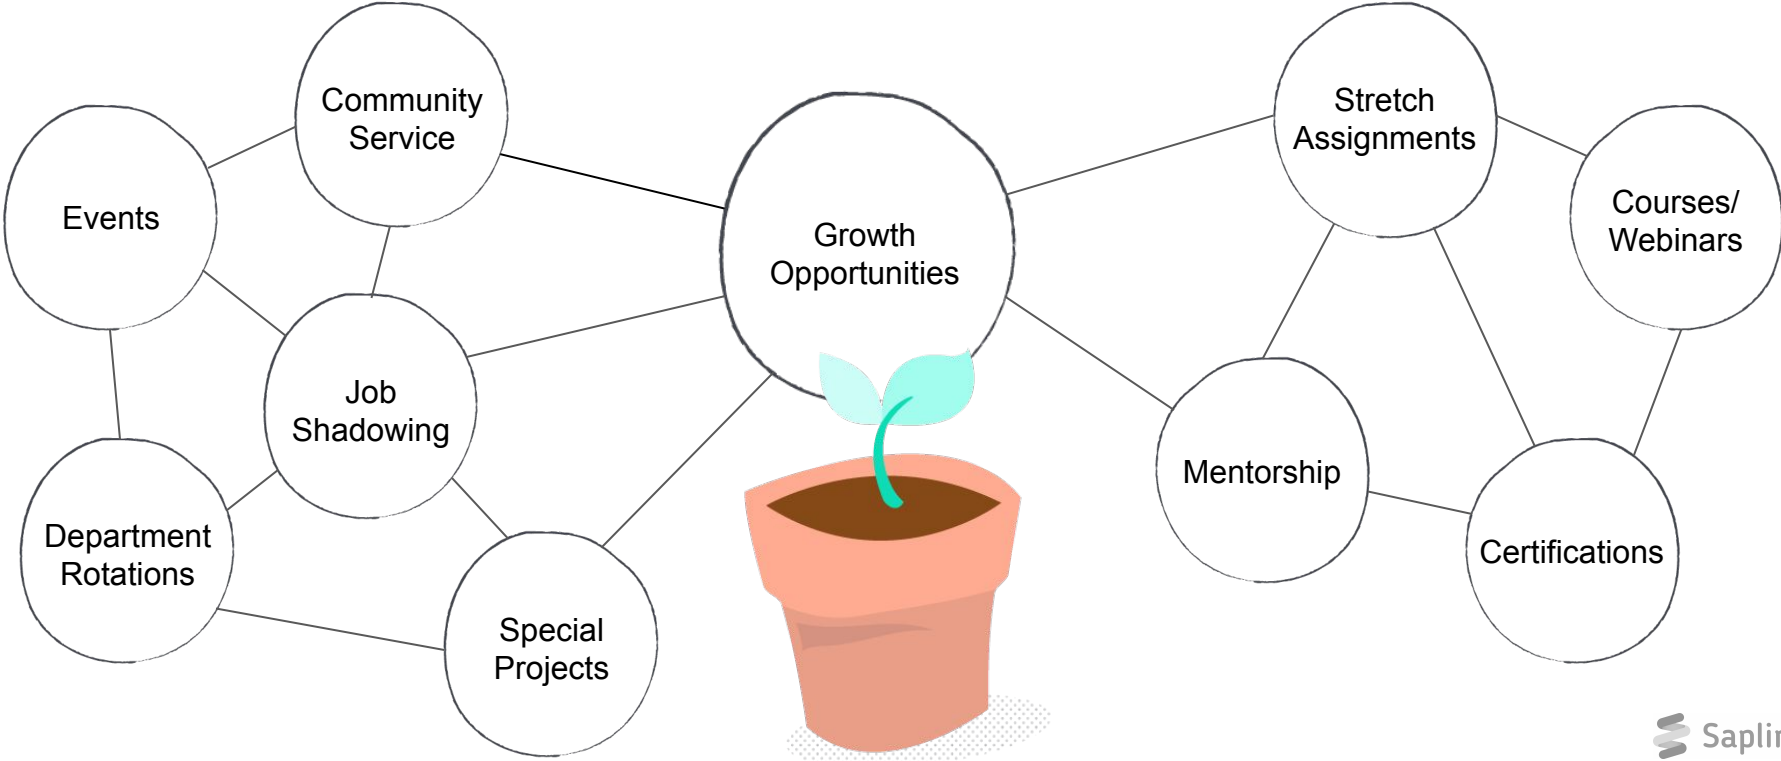 Community
Service
Events
Job
Shadowing
Department
Rotations
Special
Projects
Growth
Opportunities
Stretch
Assignments
Courses/
Webinars
Mentorship
Certifications